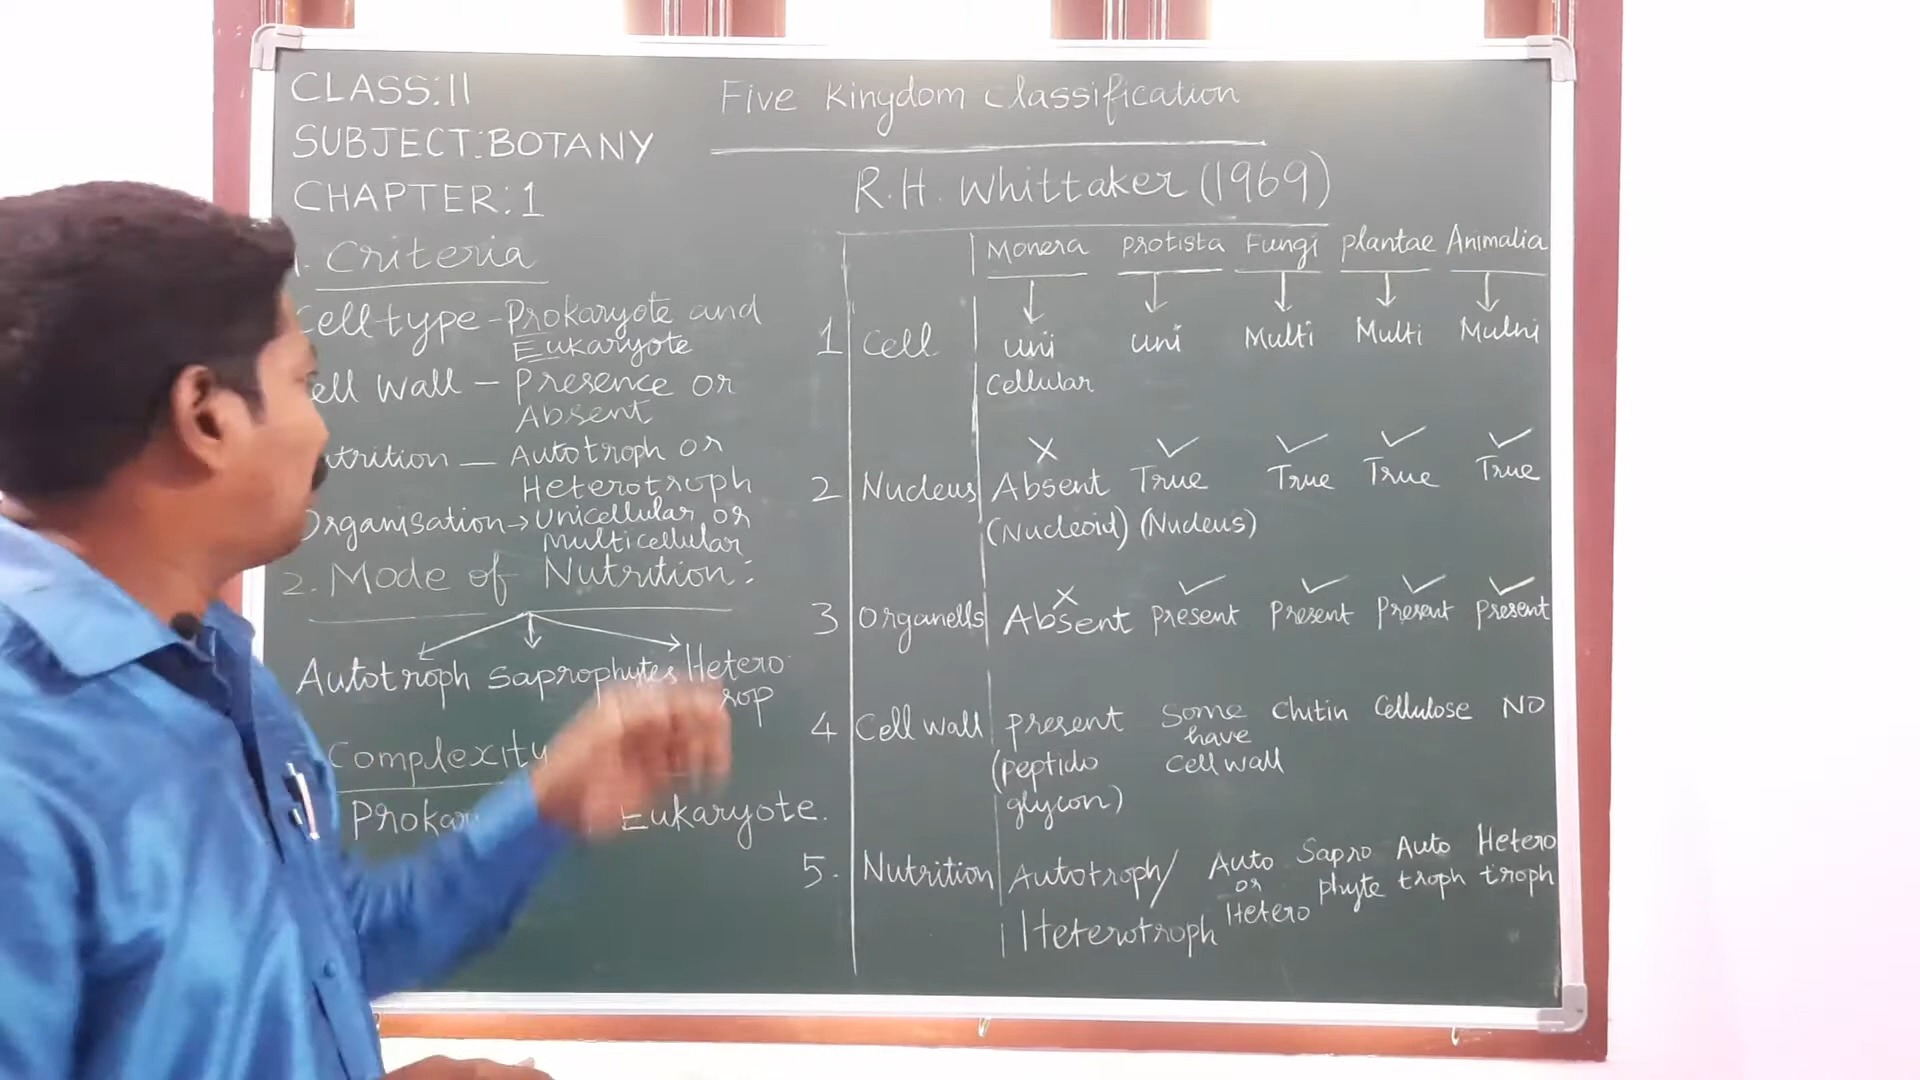 CLASS:11
SUBJECT:BOTANY
CHAPTER:1
1. Criteria
Cell type - Prokaryote and
Eukaryote
Cell Wall - Presence or
Absent
Nutrition - Autotroph or
Heterotroph
Organisation → Unicellular or
multicellular
2. Mode of Nutrition:
Autotroph Saprophytes Hetero
Complexity
Eukaryote.
Five Kingdom Classification
R.H. Whittaker (1969)
Monera Protista Fungi plantae Animalia
1 Cell uni uni Multi Multi Multi
Cellular
2 Nucleus Absent True True True True
(Nucleoid) (Nucleus)
3 Organells Absent Present Present Present Present
4 Cell wall present Some Chitin Cellulose NO
have
(peptido cell wall
glycon)
5. Nutrition Autotroph/ Auto Sapro Auto Hetero
or phyte troph troph
Heterotroph Hetero